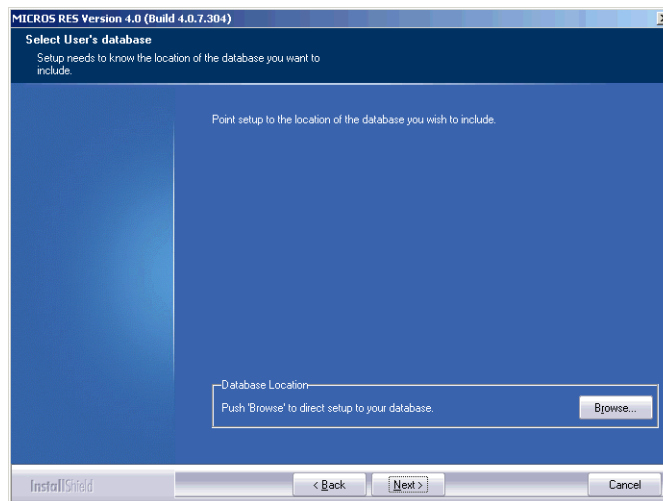 MICROS RES Version 4.0 (Build 4.0.7.304)
Select User's database
Setup needs to know the location of the database you want to
include.
Point setup to the location of the database you wish to include.
Database Location
Push 'Browse' to direct setup to your database.
Browse...
InstallShield
< Back
Next >
Cancel